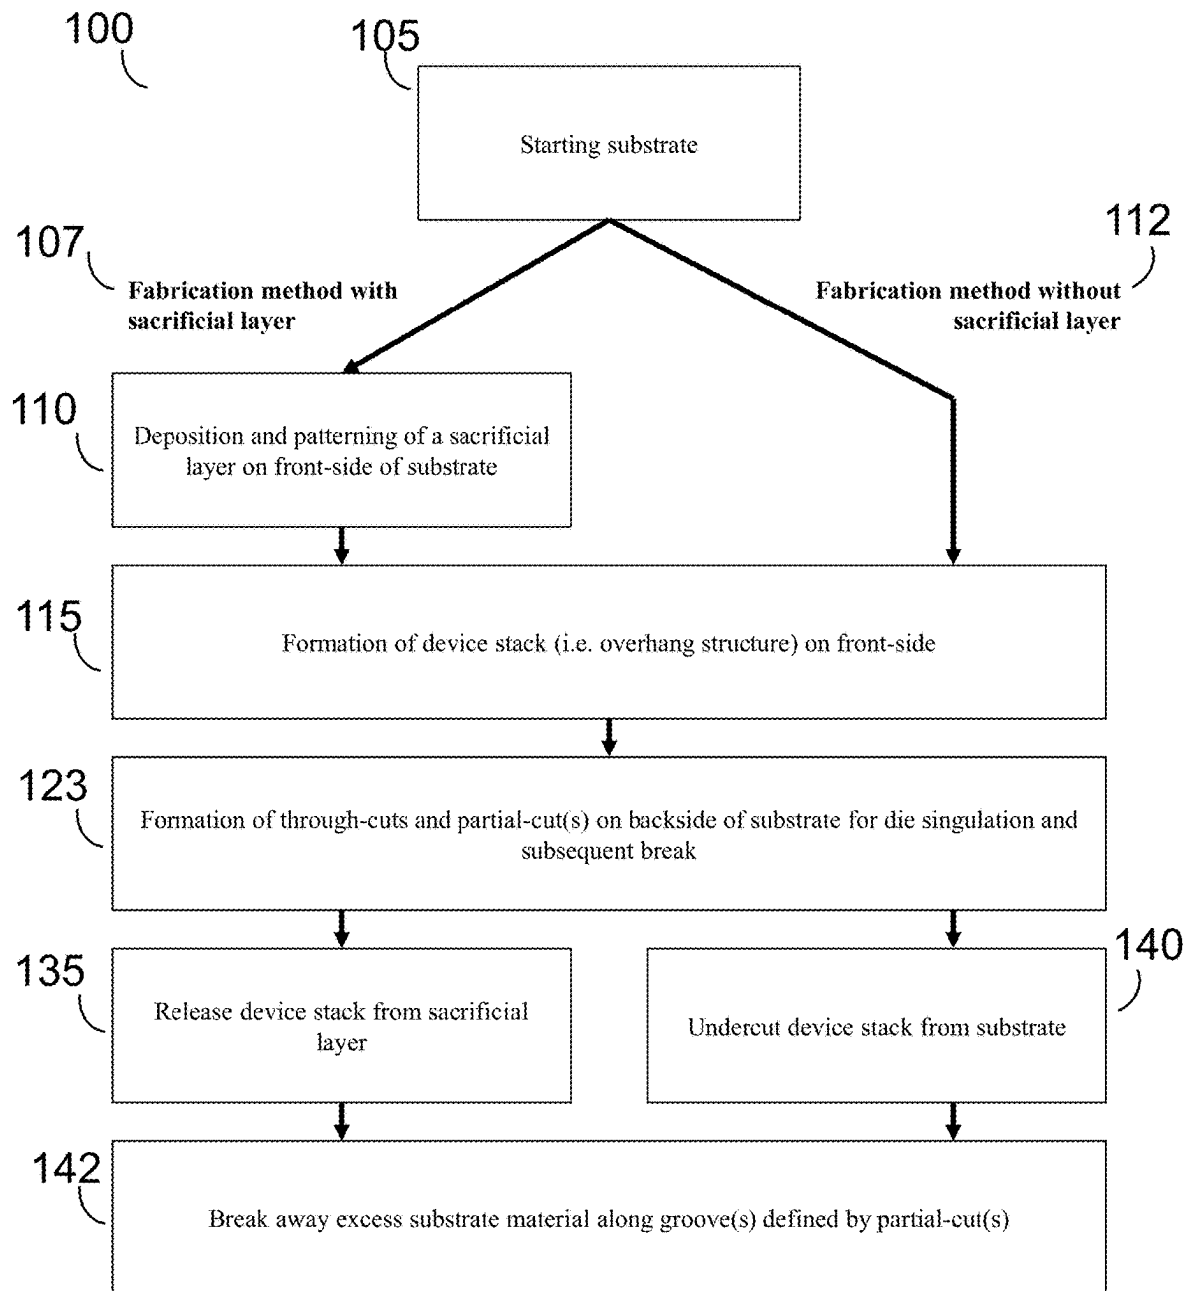 100
105
Starting substrate
107
112
Fabrication method with
sacrificial layer
Fabrication method without
sacrificial layer
110
Deposition and patterning of a sacrificial
layer on front-side of substrate
115
Formation of device stack (i.e. overhang structure) on front-side
123
Formation of through-cuts and partial-cut(s) on backside of substrate for die singulation and
subsequent break
135
Release device stack from sacrificial
layer
140
Undercut device stack from substrate
142
Break away excess substrate material along groove(s) defined by partial-cut(s)